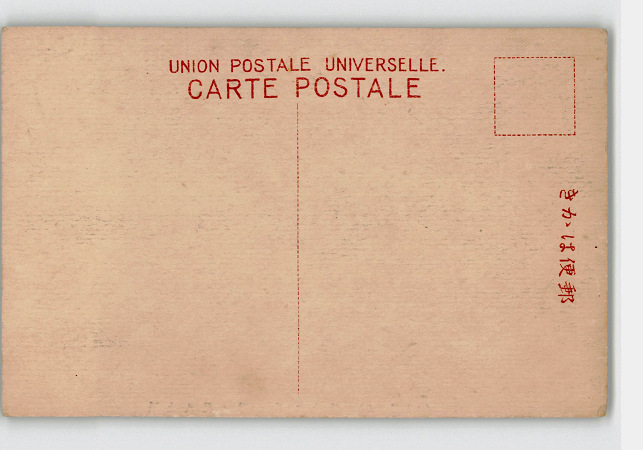 UNION POSTALE UNIVERSELLE.
CARTE POSTALE
きかは便郵